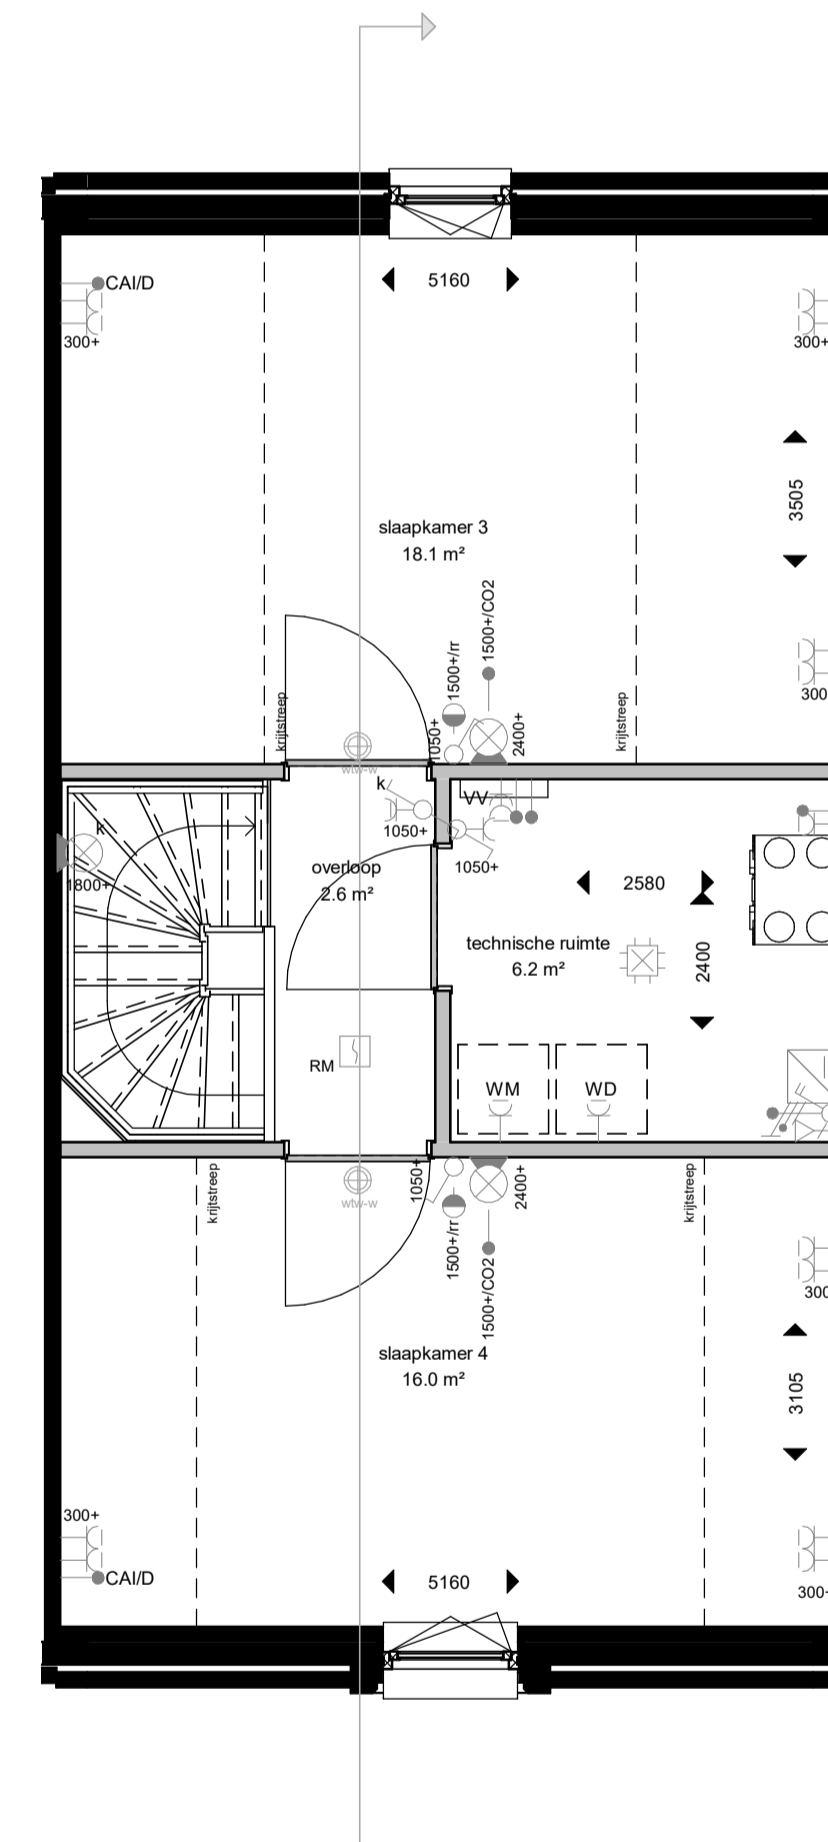 CAI/D
5160
300+
300+
3505
slaapkamer 3
18.1 m²
1500+/CO2
1500+/rr
300
krijtstreep
1050+
2400+
krijtstreep
wtw-w
k
VV
k
1050+
1050+
1800+
overloop
2.6 m²
2580
technische ruimte
6.2 m²
2400
RM
WM
WD
krijtstreep
1050+
2400+
krijtstreep
wtw-w
1500+/rr
1500+/CO2
300
slaapkamer 4
16.0 m²
3105
300+
CAI/D
5160
300+